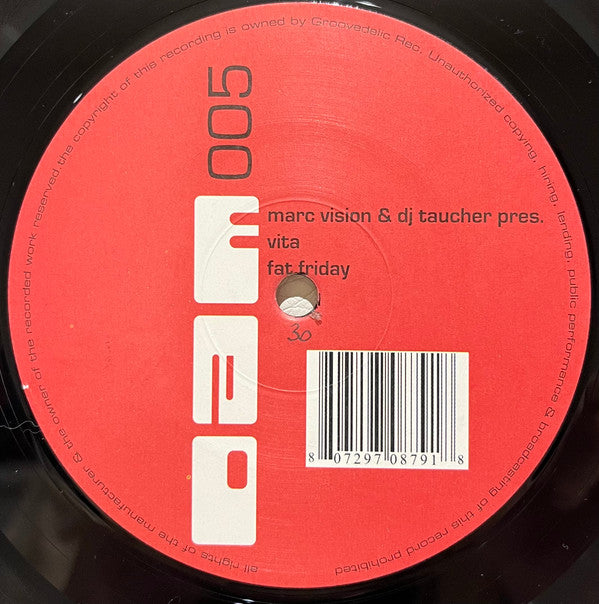 all rights of the manufacturer & the owner of the recorded work reserved the copyright of this recording is owned by Groovedelic Rec. Unauthorized copying, hiring, lending, public performance & broadcasting of this record prohibited
005
marc vision & dj taucher pres.
vita
fat friday
30
8 07297 08791 8